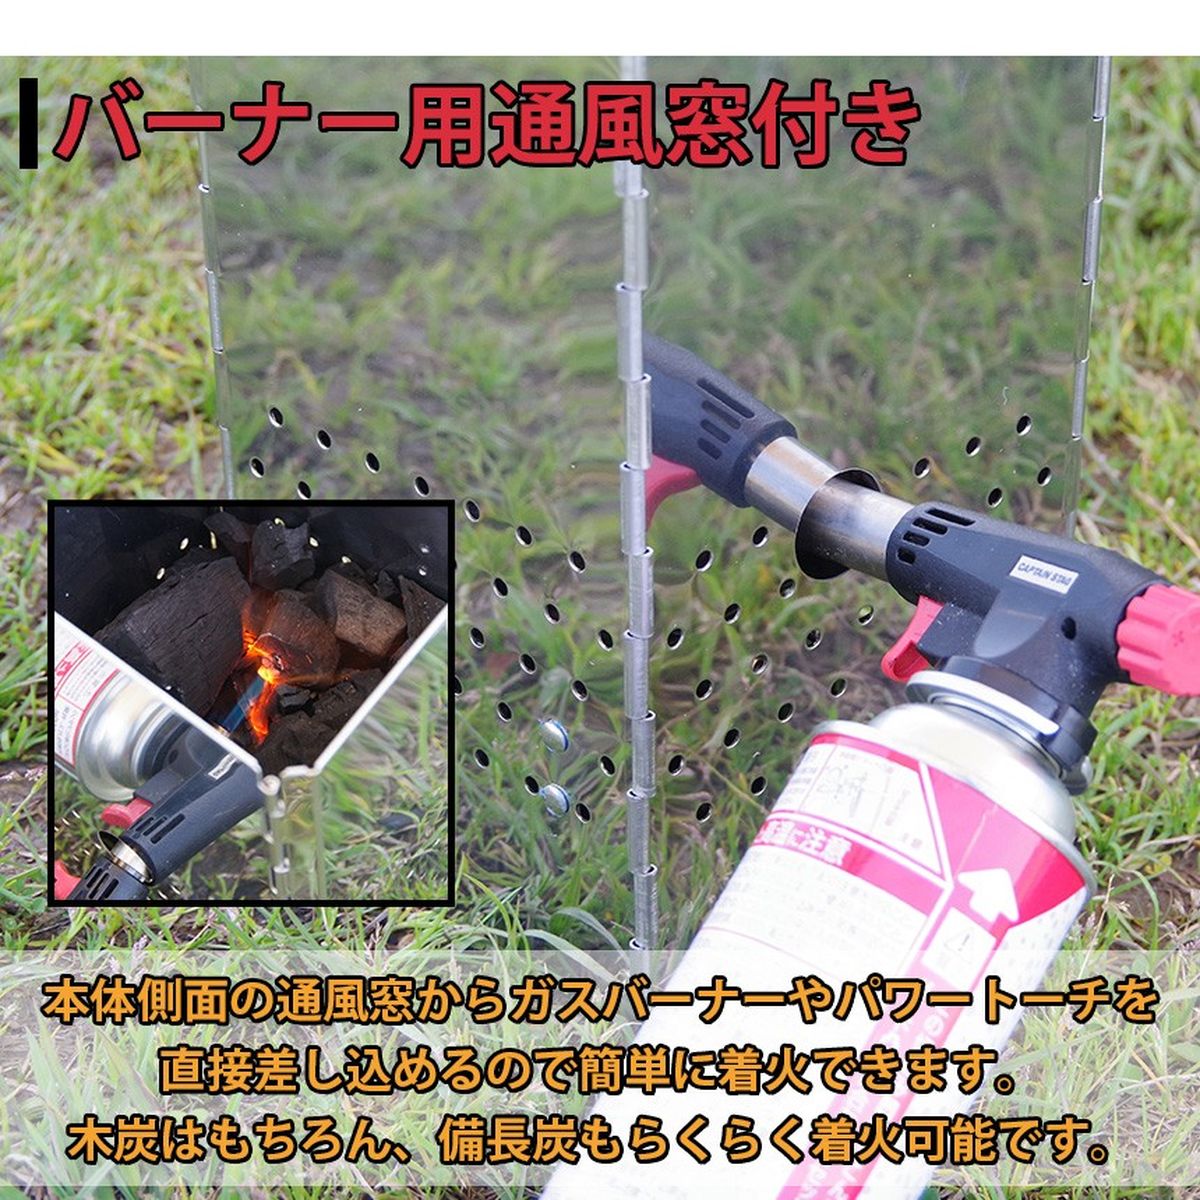 バーナー用通風窓付き
CAPTAIN STAG
本体側面の通風窓からガスバーナーやパワートーチを
直接差し込めるので簡単に着火できます。
木炭はもちろん、備長炭もらくらく着火可能です。